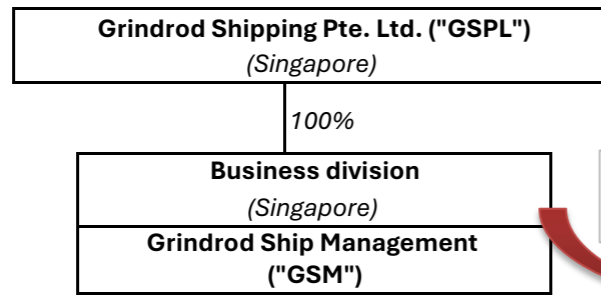 Grindrod Shipping Pte. Ltd. ("GSPL")
(Singapore)
100%
Business division
(Singapore)
Grindrod Ship Management
("GSM")